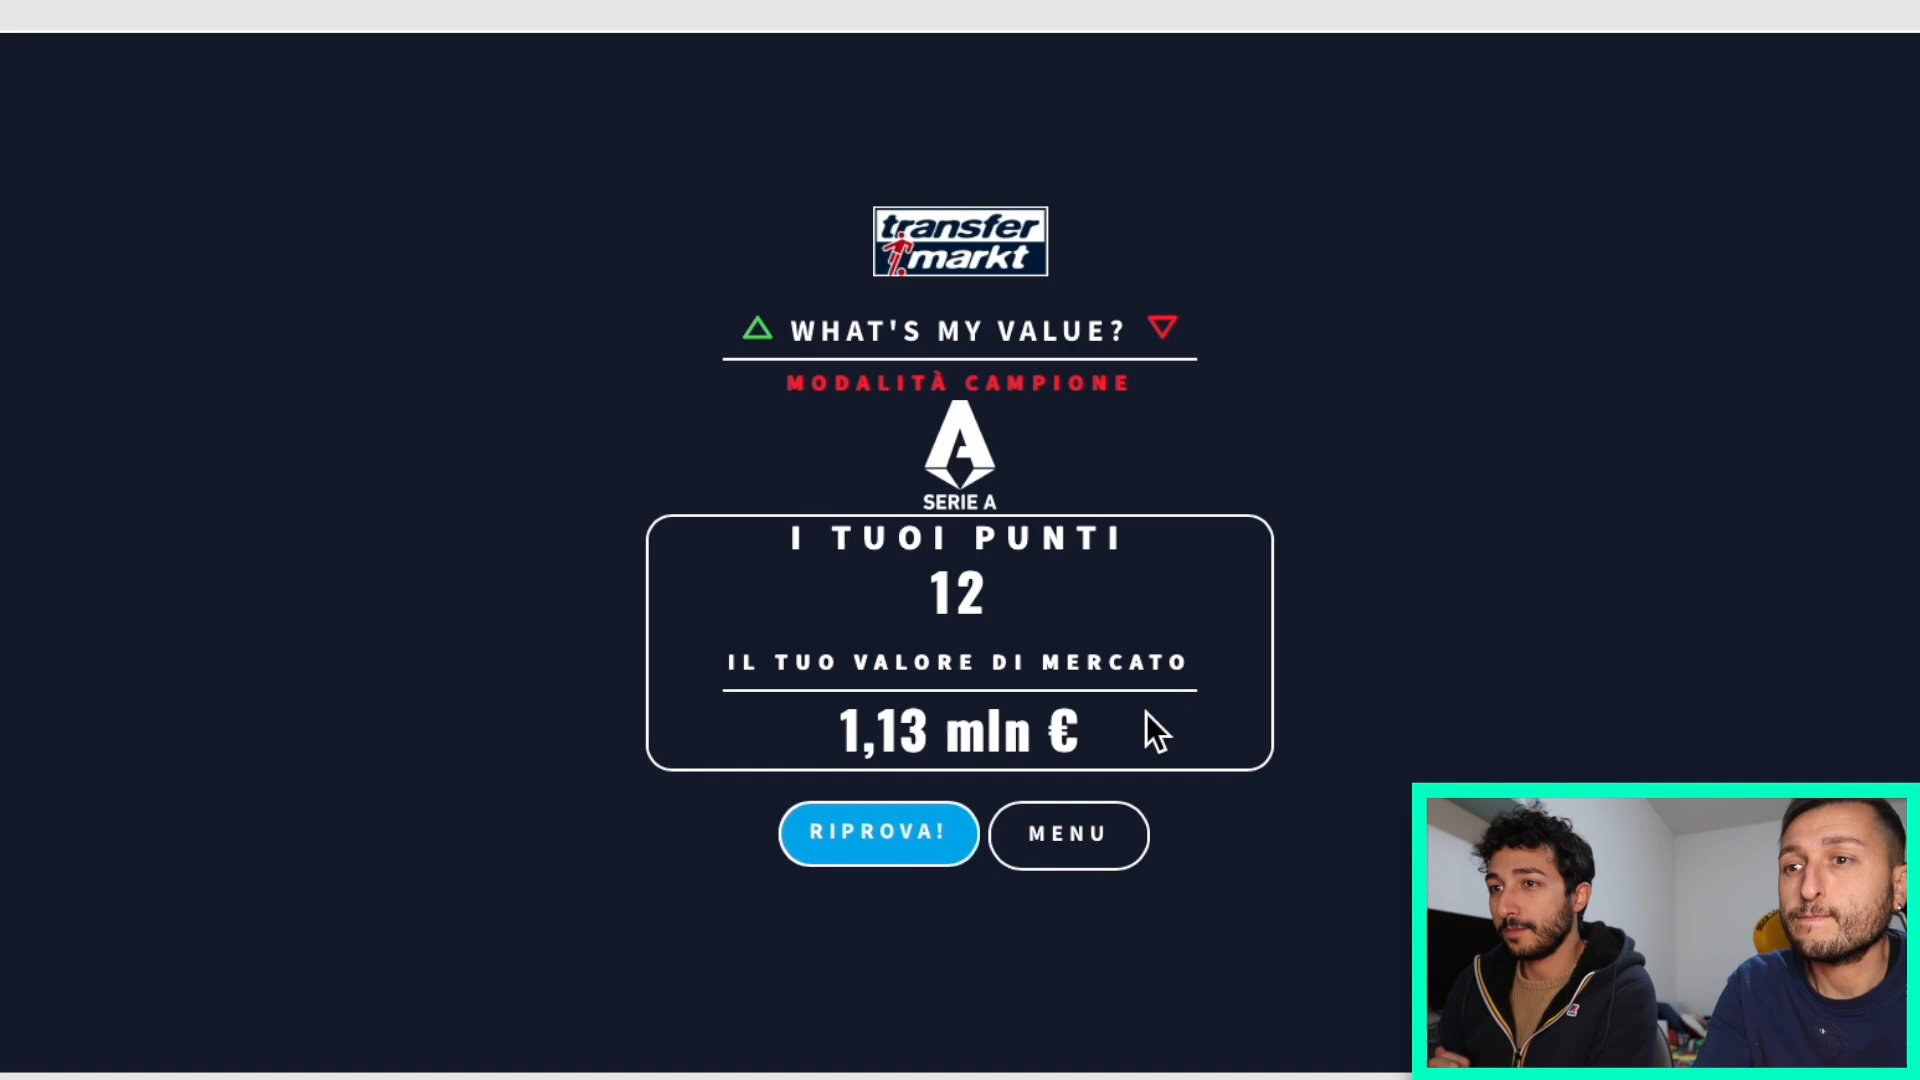 transfer
markt
WHAT'S MY VALUE?
MODALITÀ CAMPIONE
SERIE A
I TUOI PUNTI
12
IL TUO VALORE DI MERCATO
1,13 mln €
RIPROVA!
MENU